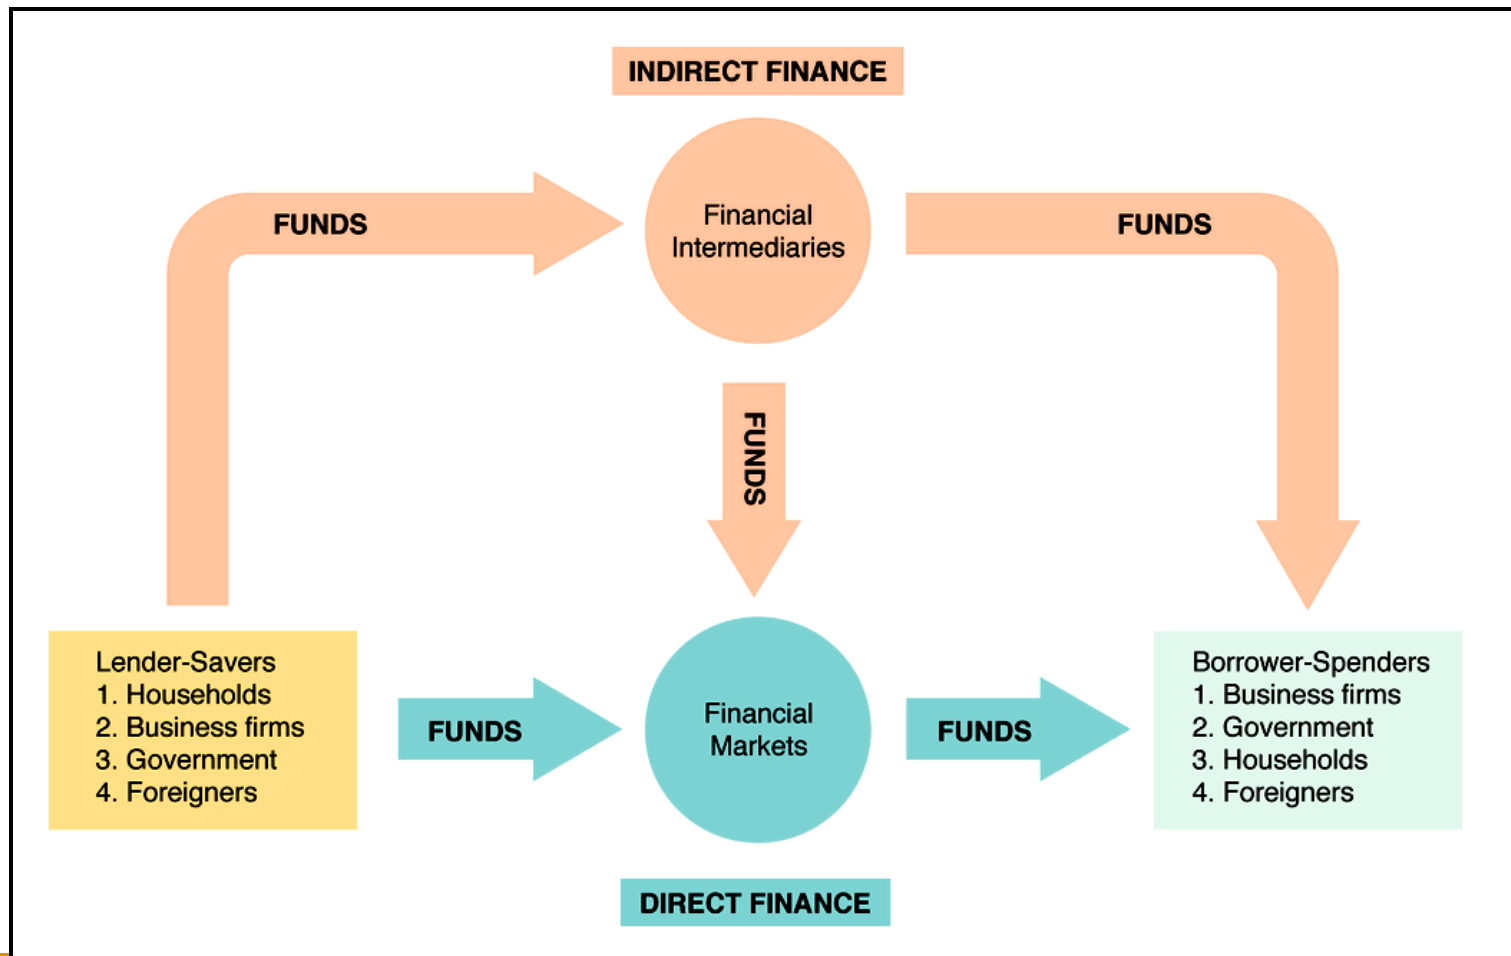 INDIRECT FINANCE
FUNDS
Financial
Intermediaries
FUNDS
FUNDS
Lender-Savers
1. Households
2. Business firms
3. Government
4. Foreigners
FUNDS
Financial
Markets
FUNDS
Borrower-Spenders
1. Business firms
2. Government
3. Households
4. Foreigners
DIRECT FINANCE